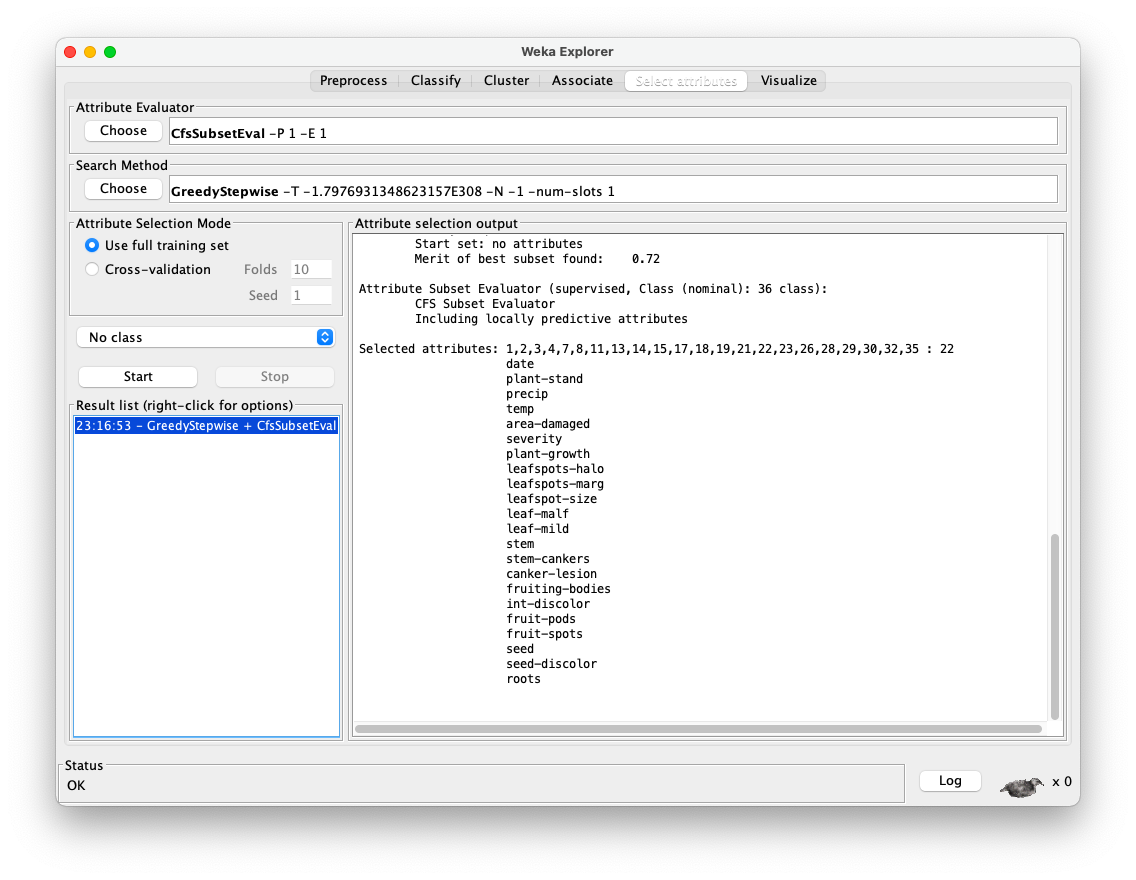 Weka Explorer
Preprocess Classify Cluster Associate Select attributes Visualize
Attribute Evaluator
Choose CfsSubsetEval -P 1 -E 1
Search Method
Choose GreedyStepwise -T -1.7976931348623157E308 -N -1 -num-slots 1
Attribute Selection Mode
Use full training set
Cross-validation Folds 10
Seed 1
No class
Start Stop
Result list (right-click for options)
23:16:53 - GreedyStepwise + CfsSubsetEval
Attribute selection output
Start set: no attributes
Merit of best subset found: 0.72
Attribute Subset Evaluator (supervised, Class (nominal): 36 class):
CFS Subset Evaluator
Including locally predictive attributes
Selected attributes: 1,2,3,4,7,8,11,13,14,15,17,18,19,21,22,23,26,28,29,30,32,35 : 22
date
plant-stand
precip
temp
area-damaged
severity
plant-growth
leafspots-halo
leafspots-marg
leafspot-size
leaf-malf
leaf-mild
stem
stem-cankers
canker-lesion
fruiting-bodies
int-discolor
fruit-pods
fruit-spots
seed
seed-discolor
roots
Status
OK
Log x 0